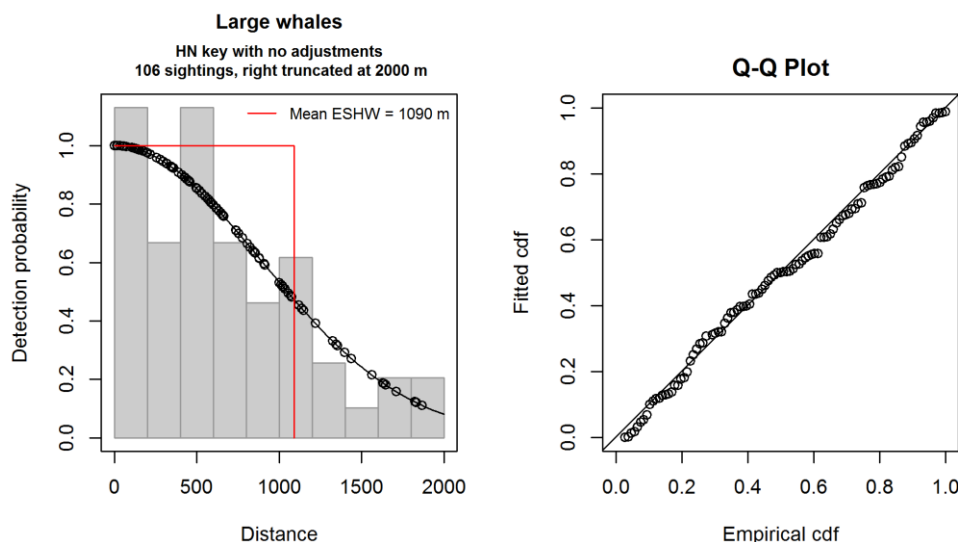 Large whales
HN key with no adjustments
106 sightings, right truncated at 2000 m
Mean ESHW = 1090 m
Detection probability
0.0
0.2
0.4
0.6
0.8
1.0
0
500
1000
1500
2000
Distance
Q-Q Plot
Fitted cdf
0.0
0.2
0.4
0.6
0.8
1.0
0.0
0.2
0.4
0.6
0.8
1.0
Empirical cdf